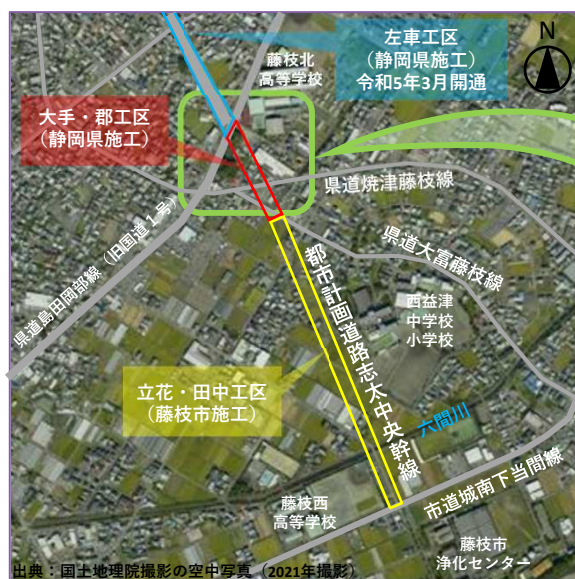 左車工区
（静岡県施工）
令和5年3月開通
N
藤枝北
高等学校
大手・郡工区
（静岡県施工）
県道焼津藤枝線
県道島田岡部線（旧国道１号）
県道大富藤枝線
都市計画道路志太中央幹線
西益津
中学校
小学校
立花・田中工区
（藤枝市施工）
六間川
市道城南下当間線
藤枝西
高等学校
藤枝市
浄化センター
出典：国土地理院撮影の空中写真（2021年撮影）